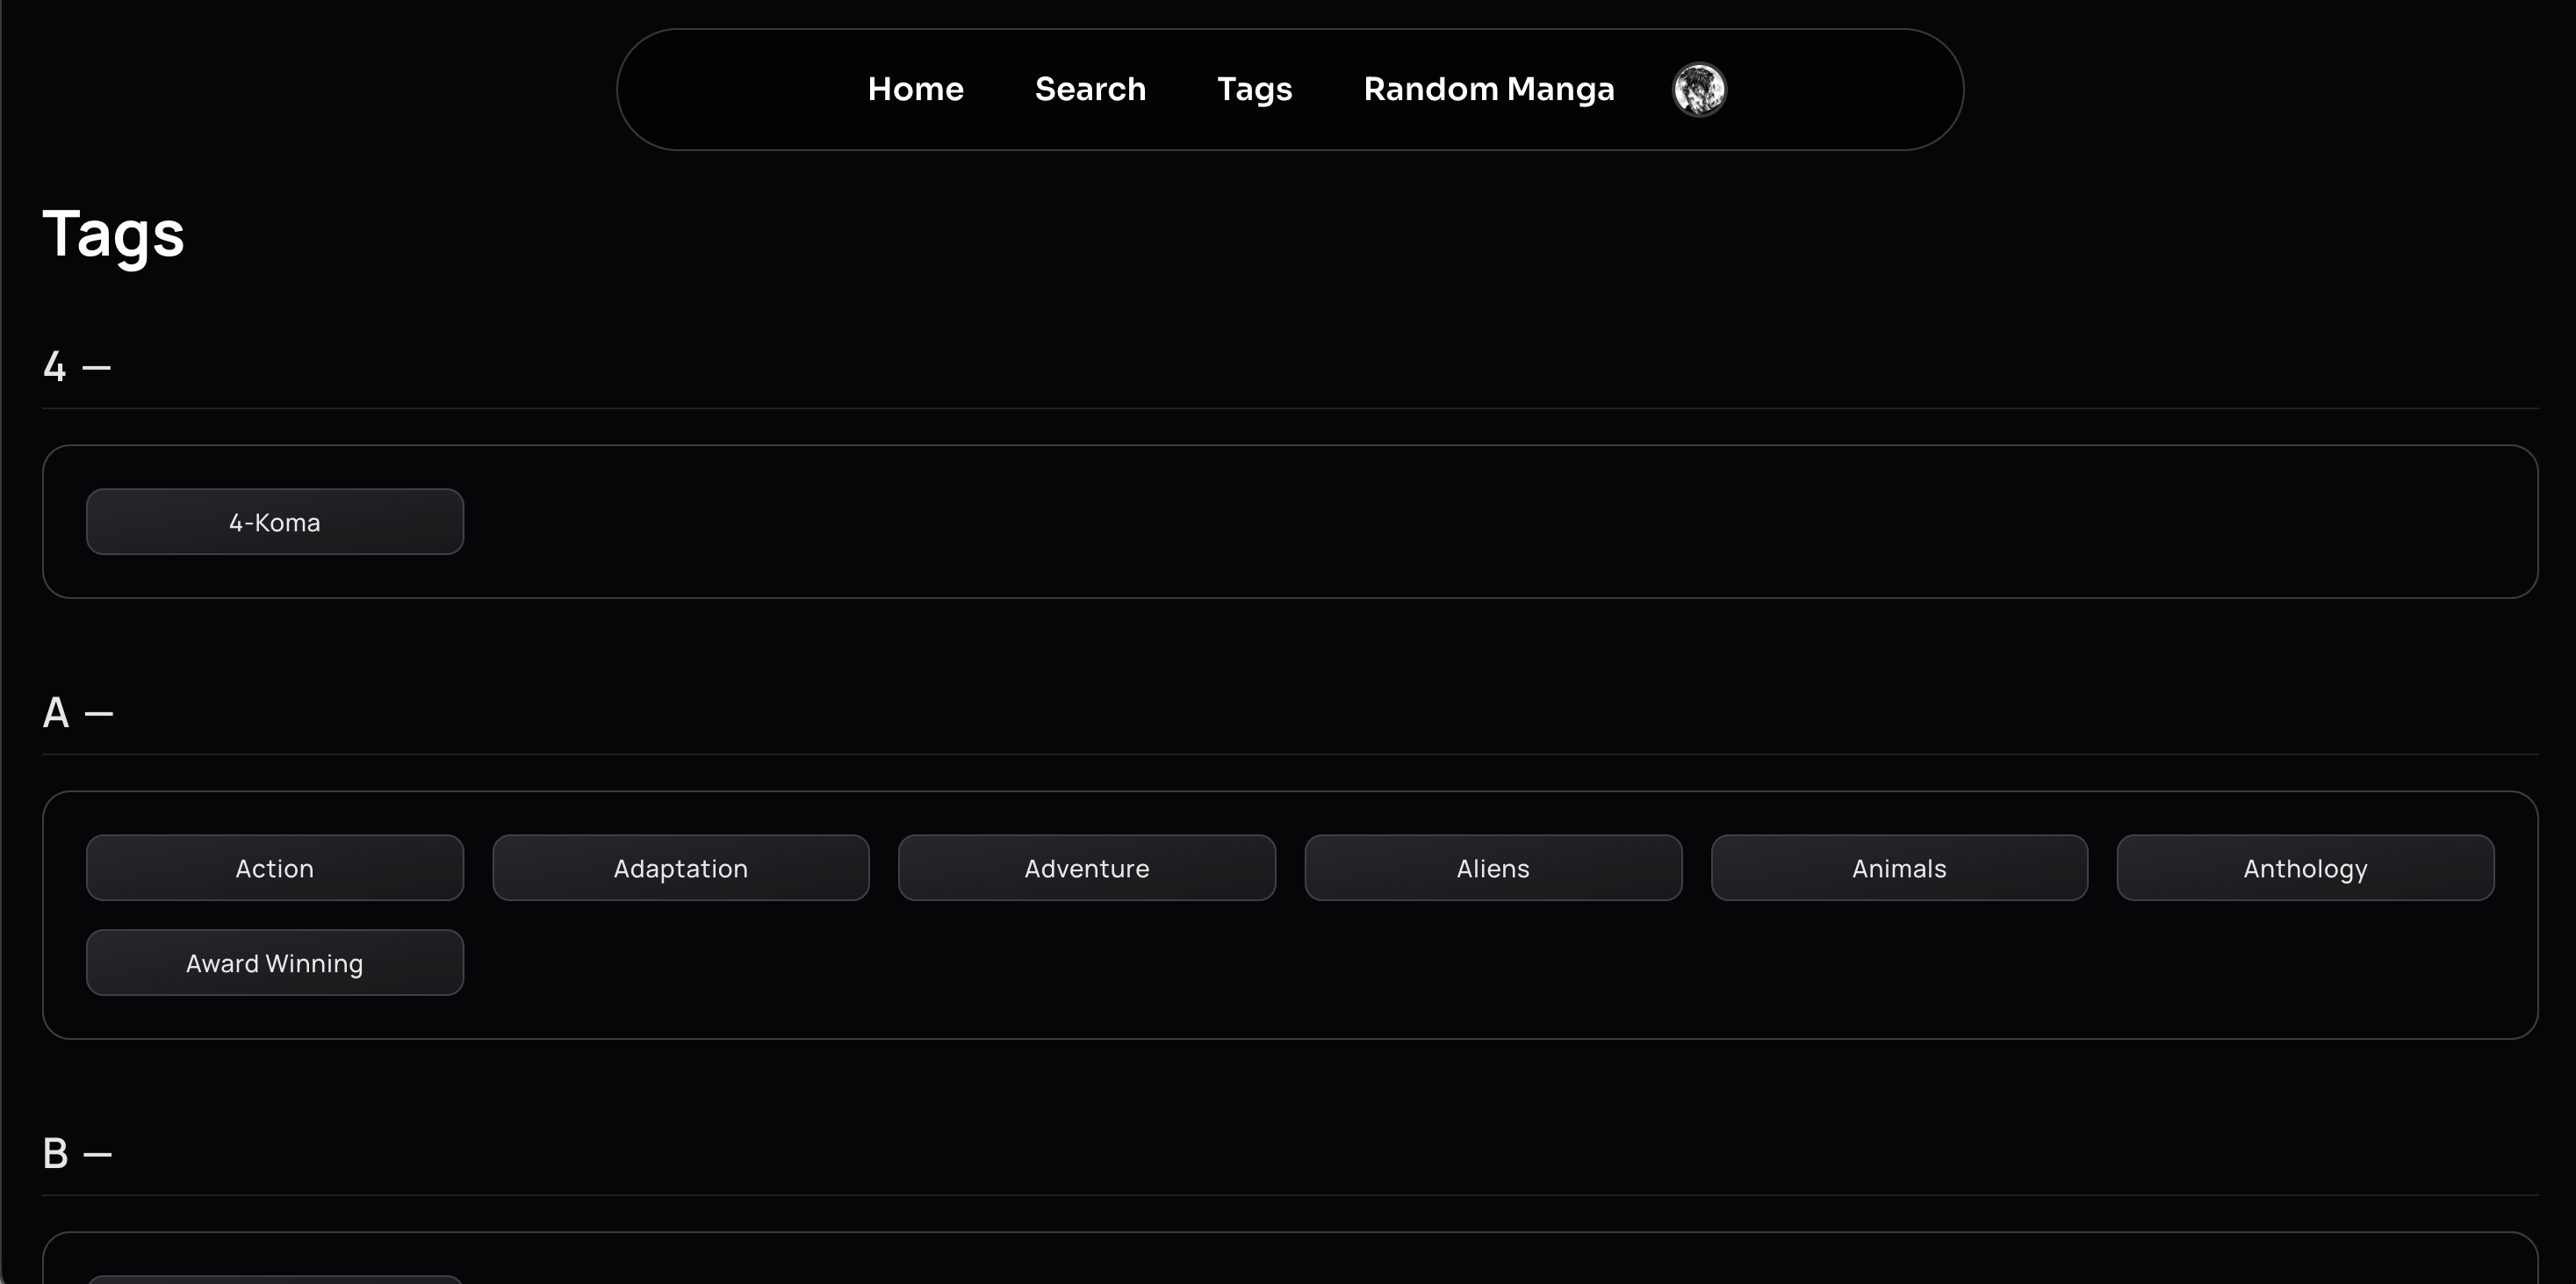 Home Search Tags Random Manga
Tags
4 —
4-Koma
A —
Action Adaptation Adventure Aliens Animals Anthology
Award Winning
B —